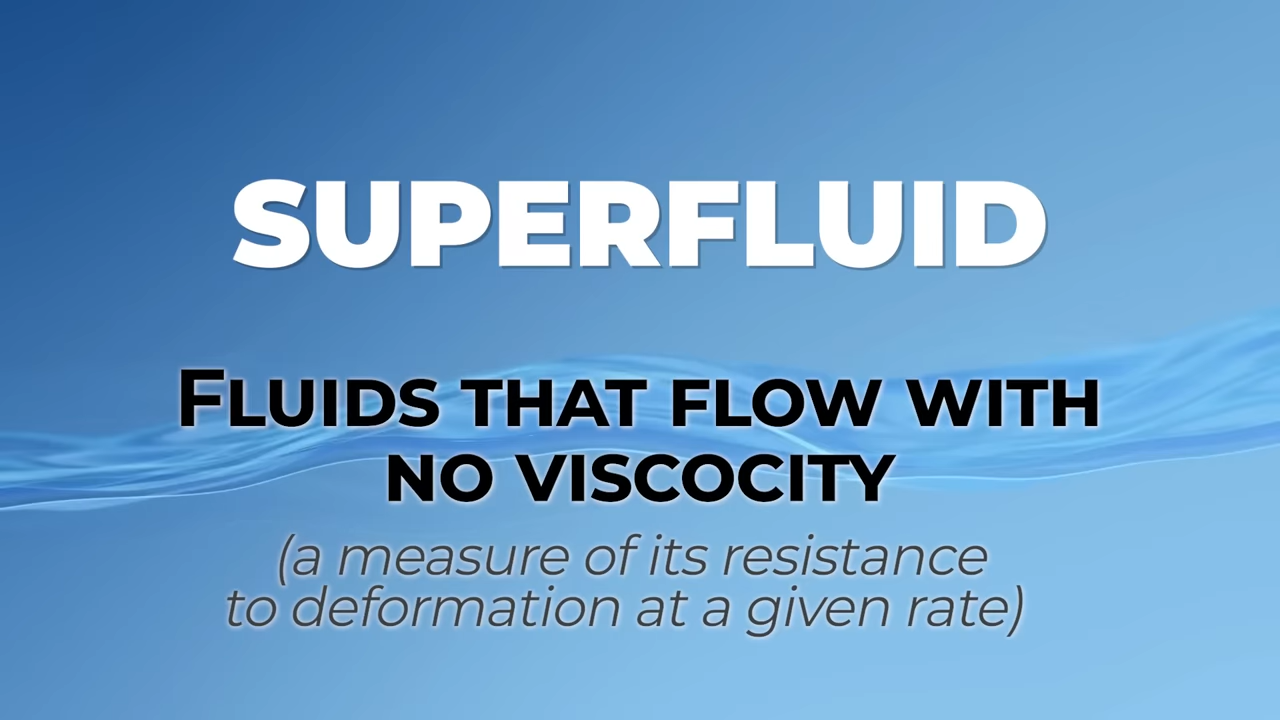 SUPERFLUID
FLUIDS THAT FLOW WITH
NO VISCOCITY
(a measure of its resistance
to deformation at a given rate)